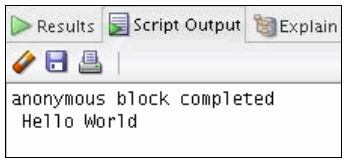 Results Script Output Explain
anonymous block completed
Hello World